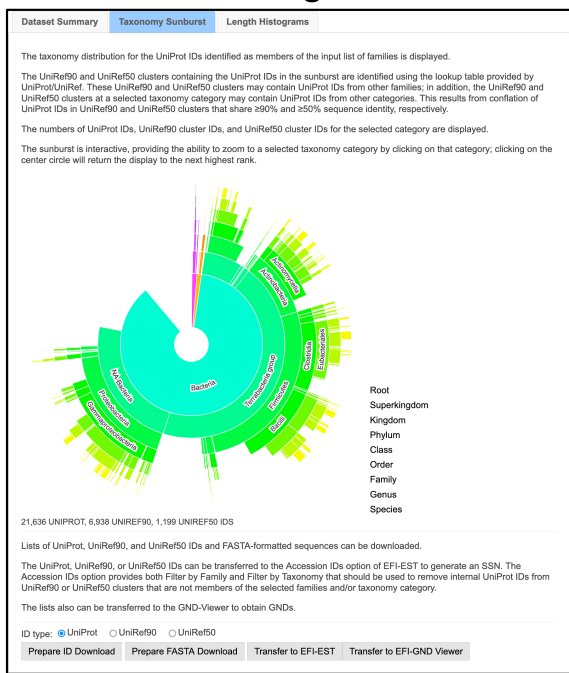 Dataset Summary
Taxonomy Sunburst
Length Histograms
The taxonomy distribution for the UniProt IDs identified as members of the input list of families is displayed.
The UniRef90 and UniRef50 clusters containing the UniProt IDs in the sunburst are identified using the lookup table provided by
UniProt/UniRef. These UniRef90 and UniRef50 clusters may contain UniProt IDs from other families; in addition, the UniRef90 and
UniRef50 clusters at a selected taxonomy category may contain UniProt IDs from other categories. This results from conflation of
UniProt IDs in UniRef90 and UniRef50 clusters that share ≥90% and ≥50% sequence identity, respectively.
The numbers of UniProt IDs, UniRef90 cluster IDs, and UniRef50 cluster IDs for the selected category are displayed.
The sunburst is interactive, providing the ability to zoom to a selected taxonomy category by clicking on that category; clicking on the
center circle will return the display to the next highest rank.
Actinomycetia
Actinobacteria
Clostridia
Eubacteriales
Terrabacteria group
Firmicutes
Bacilli
Bacteria
NA:Bacteria
Proteobacteria
Gammaproteobacteria
Root
Superkingdom
Kingdom
Phylum
Class
Order
Family
Genus
Species
21,636 UNIPROT, 6,938 UNIREF90, 1,199 UNIREF50 IDS
Lists of UniProt, UniRef90, and UniRef50 IDs and FASTA-formatted sequences can be downloaded.
The UniProt, UniRef90, or UniRef50 IDs can be transferred to the Accession IDs option of EFI-EST to generate an SSN. The
Accession IDs option provides both Filter by Family and Filter by Taxonomy that should be used to remove internal UniProt IDs from
UniRef90 or UniRef50 clusters that are not members of the selected families and/or taxonomy category.
The lists also can be transferred to the GND-Viewer to obtain GNDs.
ID type: UniProt UniRef90 UniRef50
Prepare ID Download
Prepare FASTA Download
Transfer to EFI-EST
Transfer to EFI-GND Viewer